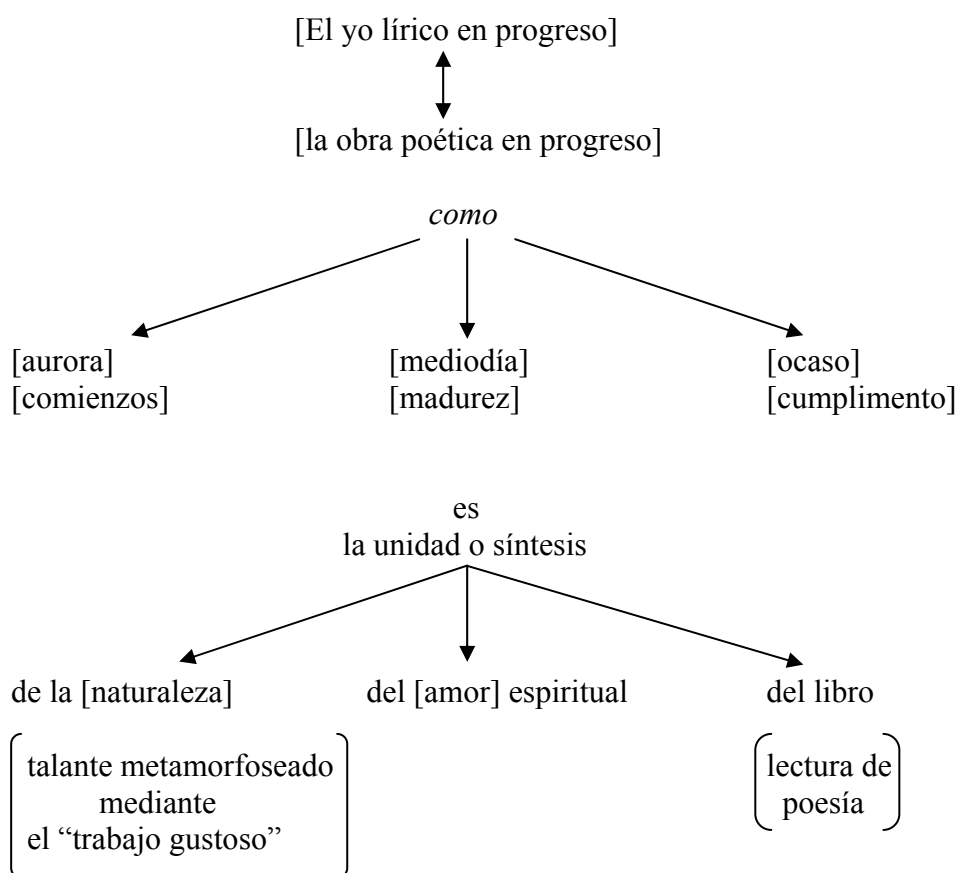 [El yo lírico en progreso]
[la obra poética en progreso]
como
[aurora] [mediodía] [ocaso]
[comienzos] [madurez] [cumplimento]
es
la unidad o síntesis
de la [naturaleza] del [amor] espiritual del libro
talante metamorfoseado lectura de
mediante poesía
el “trabajo gustoso”